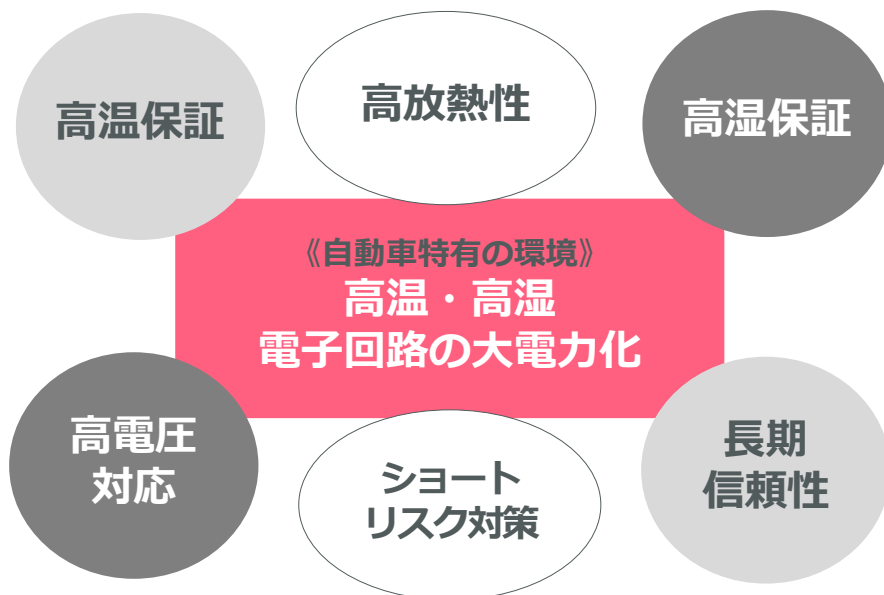 高温保証
高放熱性
高湿保証
《自動車特有の環境》
高温・高湿
電子回路の大電力化
高電圧
対応
ショート
リスク対策
長期
信頼性